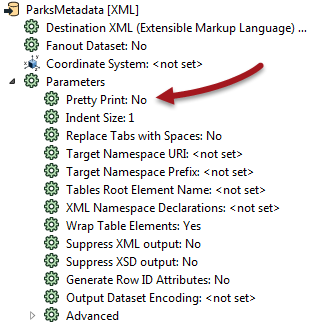 ParksMetadata [XML]
Destination XML (Extensible Markup Language) ...
Fanout Dataset: No
Coordinate System: <not set>
Parameters
Pretty Print: No
Indent Size: 1
Replace Tabs with Spaces: No
Target Namespace URI: <not set>
Target Namespace Prefix: <not set>
Tables Root Element Name: <not set>
XML Namespace Declarations: <not set>
Wrap Table Elements: Yes
Suppress XML output: No
Suppress XSD output: No
Generate Row ID Attributes: No
Output Dataset Encoding: <not set>
Advanced